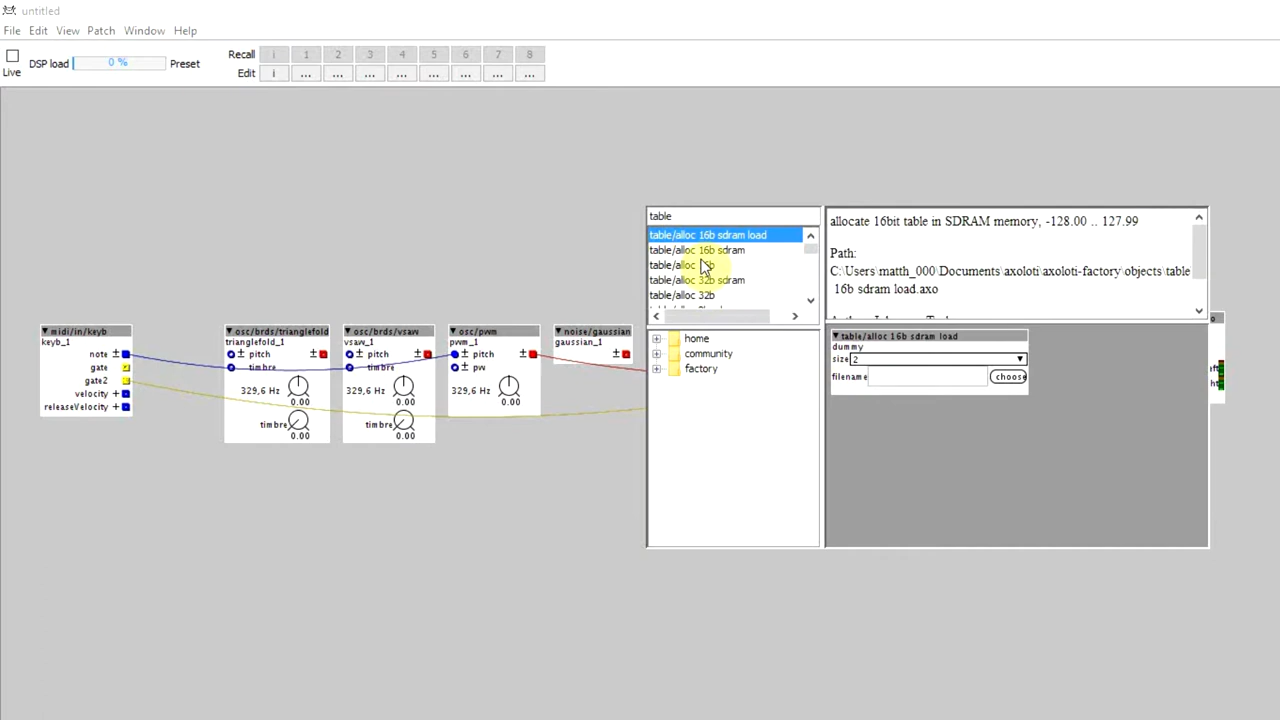 untitled
File Edit View Patch Window Help
Live
DSP load 0 % Preset
Recall i 1 2 3 4 5 6 7 8
Edit i ... ... ... ... ... ... ... ...
table
table/alloc 16b sdram load
table/alloc 16b sdram
table/alloc
table/alloc 32b sdram
table/alloc 32b
allocate 16bit table in SDRAM memory, -128.00 .. 127.99
Path:
C:\Users\matth_000\Documents\axoloti\axoloti-factory\objects\table
16b sdram load.axo
home
community
factory
table/alloc 16b sdram load
dummy
size 2
filename choose
midi/in/keyb
keyb_1
note
gate
gate2
velocity
releaseVelocity
osc/brds/trianglefold
trianglefold_1
pitch
timbre
329,6 Hz 0.00
timbre 0.00
osc/brds/vsaw
vsaw_1
pitch
timbre
329,6 Hz 0.00
timbre 0.00
osc/pwm
pwm_1
pitch
pw
329,6 Hz 0.00
noise/gaussian
gaussian_1